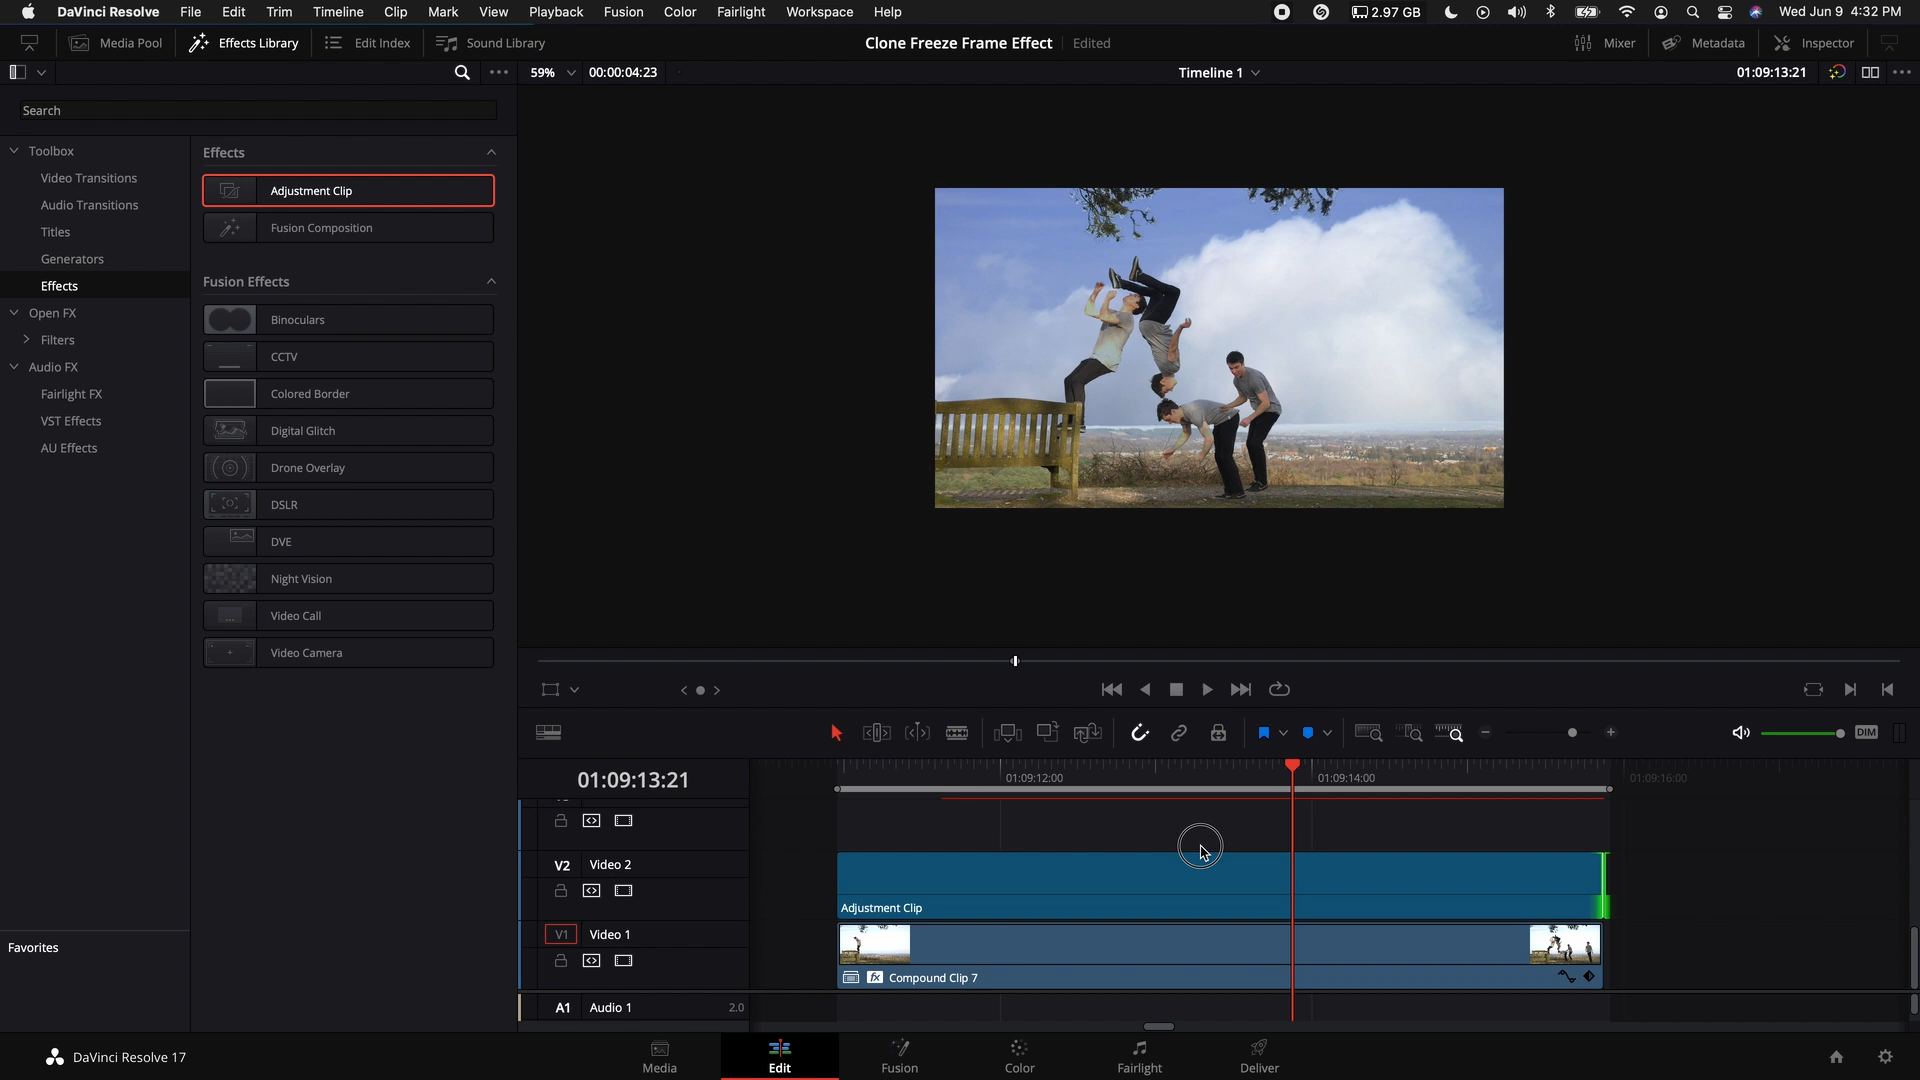 DaVinci Resolve File Edit Trim Timeline Clip Mark View Playback Fusion Color Fairlight Workspace Help 2.97 GB Wed Jun 9 4:32 PM
Media Pool Effects Library Edit Index Sound Library Clone Freeze Frame Effect Edited Mixer Metadata Inspector
59% 00:00:04:23 Timeline 1 01:09:13:21
Search
Toolbox
Video Transitions
Audio Transitions
Titles
Generators
Effects
Open FX
Filters
Audio FX
Fairlight FX
VST Effects
AU Effects
Favorites
Effects
Adjustment Clip
Fusion Composition
Fusion Effects
Binoculars
CCTV
Colored Border
Digital Glitch
Drone Overlay
DSLR
DVE
Night Vision
Video Call
Video Camera
DIM
01:09:13:21 01:09:12:00 01:09:14:00 01:09:16:00
V2 Video 2
Adjustment Clip
V1 Video 1
fx Compound Clip 7
A1 Audio 1 2.0
DaVinci Resolve 17
Media Edit Fusion Color Fairlight Deliver